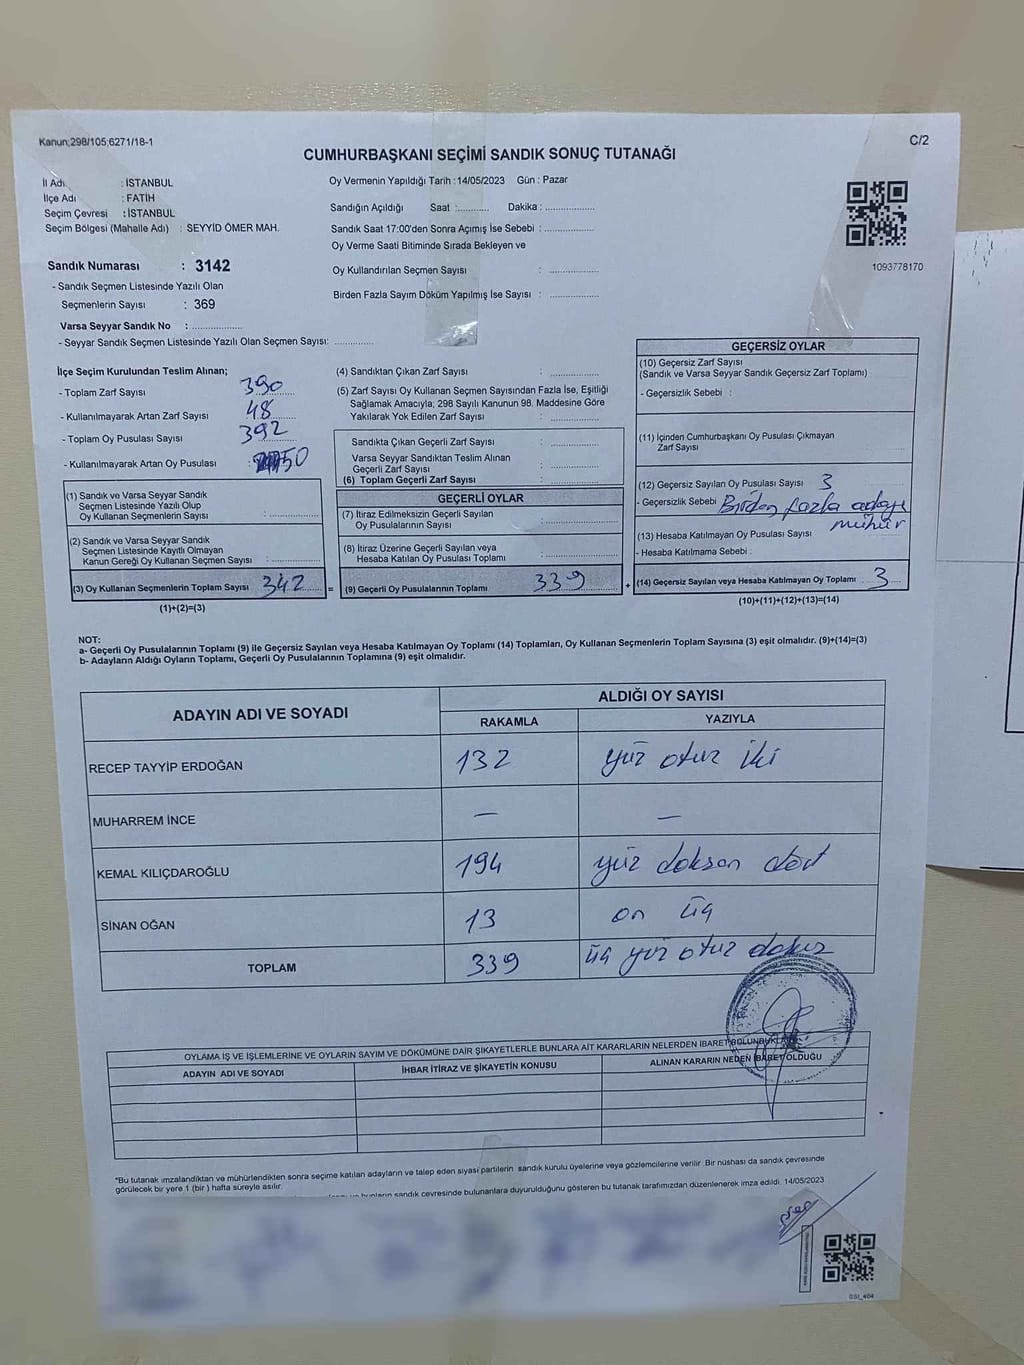 Kanun;298/105;6271/18-1
C/2
CUMHURBAŞKANI SEÇİMİ SANDIK SONUÇ TUTANAĞI
İl Adı : İSTANBUL
İlçe Adı : FATİH
Seçim Çevresi : İSTANBUL
Seçim Bölgesi (Mahalle Adı) : SEYYİD ÖMER MAH.
Sandık Numarası : 3142
- Sandık Seçmen Listesinde Yazılı Olan
Seçmenlerin Sayısı : 369
Varsa Seyyar Sandık No : ....................
- Seyyar Sandık Seçmen Listesinde Yazılı Olan Seçmen Sayısı: ..............
Oy Vermenin Yapıldığı Tarih : 14/05/2023 Gün : Pazar
Sandığın Açıldığı Saat :........... Dakika : ..................
Sandık Saat 17:00'den Sonra Açımış İse Sebebi : ..................
Oy Verme Saati Bitiminde Sırada Bekleyen ve
Oy Kullandırılan Seçmen Sayısı : ..................
Birden Fazla Sayım Döküm Yapılmış İse Sayısı : ..................
1093778170
İlçe Seçim Kurulundan Teslim Alınan;
- Toplam Zarf Sayısı 390
- Kullanılmayarak Artan Zarf Sayısı 48
- Toplam Oy Pusulası Sayısı 392
- Kullanılmayarak Artan Oy Pusulası : 50
(1) Sandık ve Varsa Seyyar Sandık
Seçmen Listesinde Yazılı Olup
Oy Kullanan Seçmenlerin Sayısı : ..................
(2) Sandık ve Varsa Seyyar Sandık
Seçmen Listesinde Kayıtlı Olmayan
Kanun Gereği Oy Kullanan Seçmen Sayısı : ..................
(3) Oy Kullanan Seçmenlerin Toplam Sayısı 342 =
(1)+(2)=(3)
(4) Sandıktan Çıkan Zarf Sayısı : ..................
(5) Zarf Sayısı Oy Kullanan Seçmen Sayısından Fazla İse, Eşitliği
Sağlamak Amacıyla; 298 Sayılı Kanunun 98. Maddesine Göre
Yakılarak Yok Edilen Zarf Sayısı : ..................
Sandıkta Çıkan Geçerli Zarf Sayısı : ..................
Varsa Seyyar Sandıktan Teslim Alınan
Geçerli Zarf Sayısı : ..................
(6) Toplam Geçerli Zarf Sayısı : ..................
GEÇERLİ OYLAR
(7) İtiraz Edilmeksizin Geçerli Sayılan
Oy Pusulalarının Sayısı : ..................
(8) İtiraz Üzerine Geçerli Sayılan veya
Hesaba Katılan Oy Pusulası Toplamı : ..................
(9) Geçerli Oy Pusulalarının Toplamı 339 +
GEÇERSİZ OYLAR
(10) Geçersiz Zarf Sayısı
(Sandık ve Varsa Seyyar Sandık Geçersiz Zarf Toplamı)
- Geçersizlik Sebebi :
(11) İçinden Cumhurbaşkanı Oy Pusulası Çıkmayan
Zarf Sayısı
(12) Geçersiz Sayılan Oy Pusulası Sayısı 3
- Geçersizlik Sebebi Birden fazla adaya
mühür
(13) Hesaba Katılmayan Oy Pusulası Sayısı
- Hesaba Katılmama Sebebi :
(14) Geçersiz Sayılan veya Hesaba Katılmayan Oy Toplamı 3
(10)+(11)+(12)+(13)=(14)
NOT:
a- Geçerli Oy Pusulalarının Toplamı (9) ile Geçersiz Sayılan veya Hesaba Katılmayan Oy Toplamı (14) Toplamları, Oy Kullanan Seçmenlerin Toplam Sayısına (3) eşit olmalıdır. (9)+(14)=(3)
b- Adayların Aldığı Oyların Toplamı, Geçerli Oy Pusulalarının Toplamına (9) eşit olmalıdır.
ADAYIN ADI VE SOYADI
ALDIĞI OY SAYISI
RAKAMLA YAZIYLA
RECEP TAYYİP ERDOĞAN 132 yüz otuz iki
MUHARREM İNCE — —
KEMAL KILIÇDAROĞLU 194 yüz doksan dört
SİNAN OĞAN 13 on üç
TOPLAM 339 üç yüz otuz dokuz
OYLAMA İŞ VE İŞLEMLERİNE VE OYLARIN SAYIM VE DÖKÜMÜNE DAİR ŞİKAYETLERLE BUNLARA AİT KARARLARIN NELERDEN İBARET BULUNDUKLARI
ADAYIN ADI VE SOYADI
İHBAR İTİRAZ VE ŞİKAYETİN KONUSU
ALINAN KARARIN NEDEN İBARET OLDUĞU
*Bu tutanak imzalandıktan ve mühürlendikten sonra seçime katılan adayların ve talep eden siyasi partilerin sandık kurulu üyelerine veya gözlemcilerine verilir. Bir nüshası da sandık çevresinde
görülecek bir yere 1 (bir ) hafta süreyle asılır.
ve bunların sandık çevresinde bulunanlara duyurulduğunu gösteren bu tutanak tarafımızdan düzenlenerek imza edildi. 14/05/2023